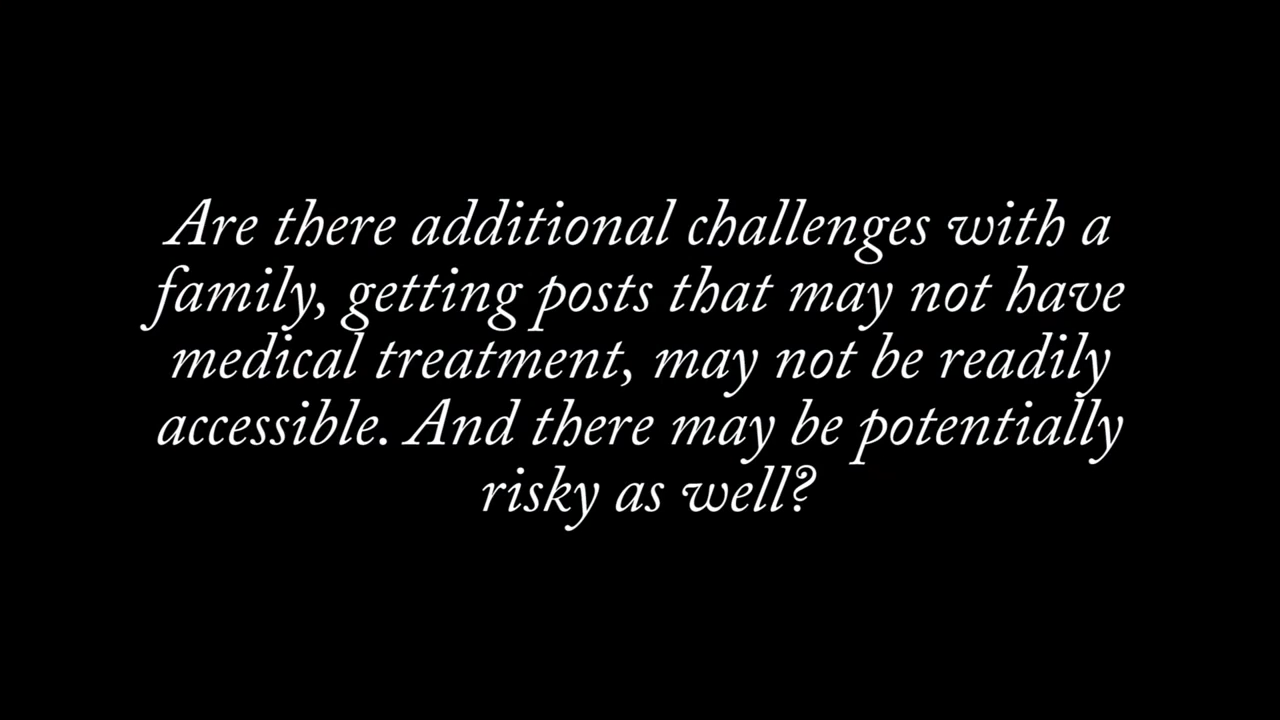 Are there additional challenges with a
family, getting posts that may not have
medical treatment, may not be readily
accessible. And there may be potentially
risky as well?